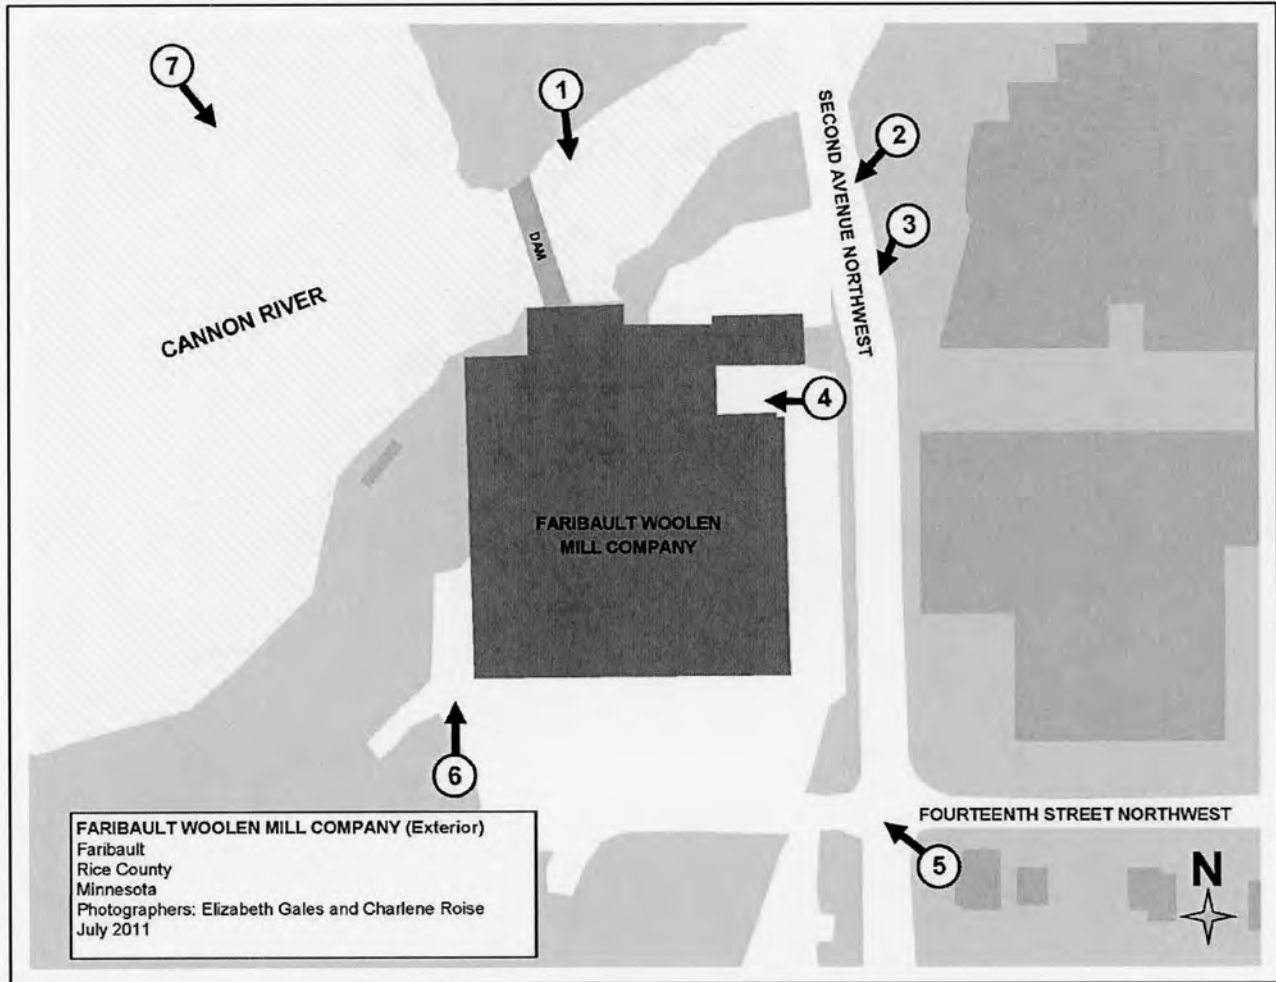 7
1
2
SECOND AVENUE NORTHWEST
3
DAM
CANNON RIVER
4
FARIBAULT WOOLEN
MILL COMPANY
6
FOURTEENTH STREET NORTHWEST
5
N
FARIBAULT WOOLEN MILL COMPANY (Exterior)
Faribault
Rice County
Minnesota
Photographers: Elizabeth Gales and Charlene Roise
July 2011